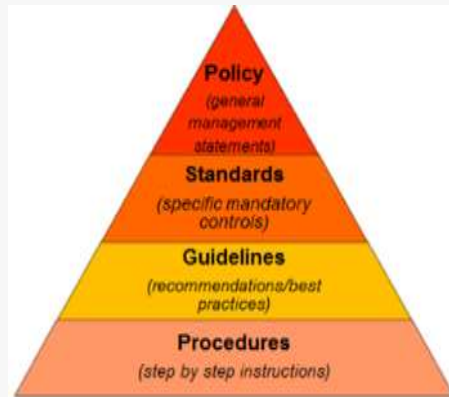 Policy
(general
management
statements)
Standards
(specific mandatory
controls)
Guidelines
(recommendations/best
practices)
Procedures
(step by step instructions)